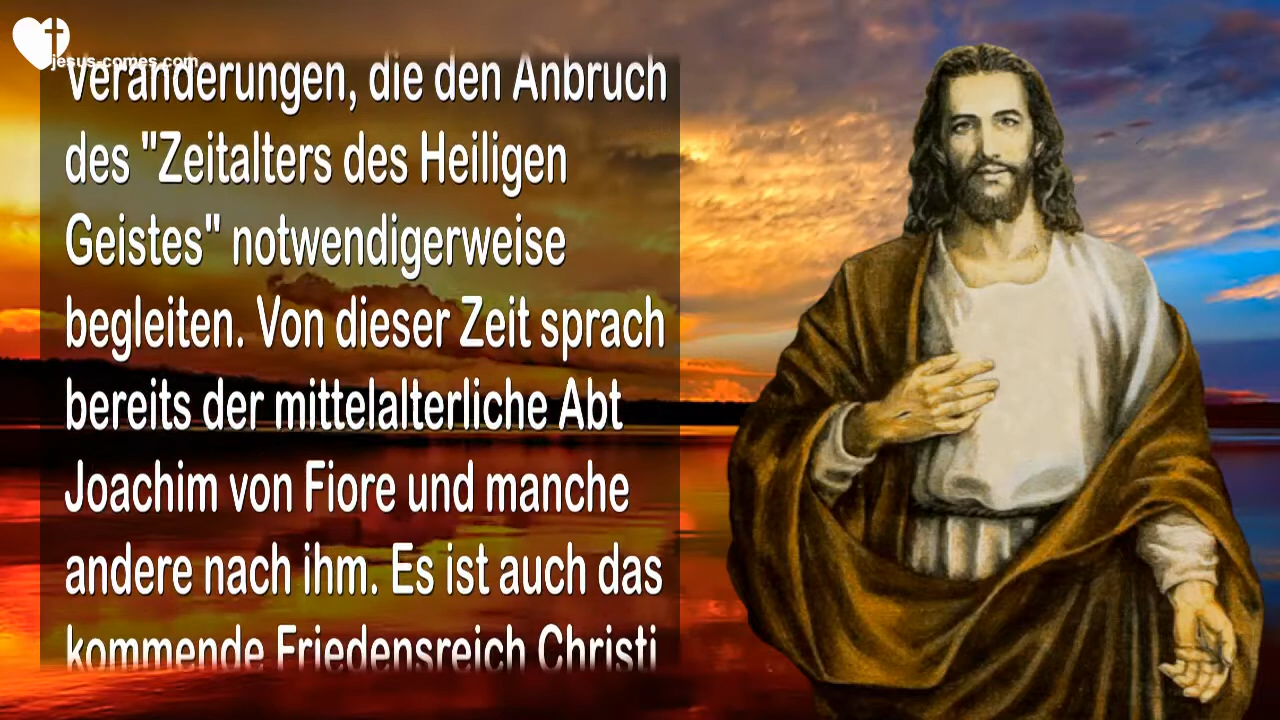 jesus-comes.com
Veränderungen, die den Anbruch
des "Zeitalters des Heiligen
Geistes" notwendigerweise
begleiten. Von dieser Zeit sprach
bereits der mittelalterliche Abt
Joachim von Fiore und manche
andere nach ihm. Es ist auch das
kommende Friedensreich Christi